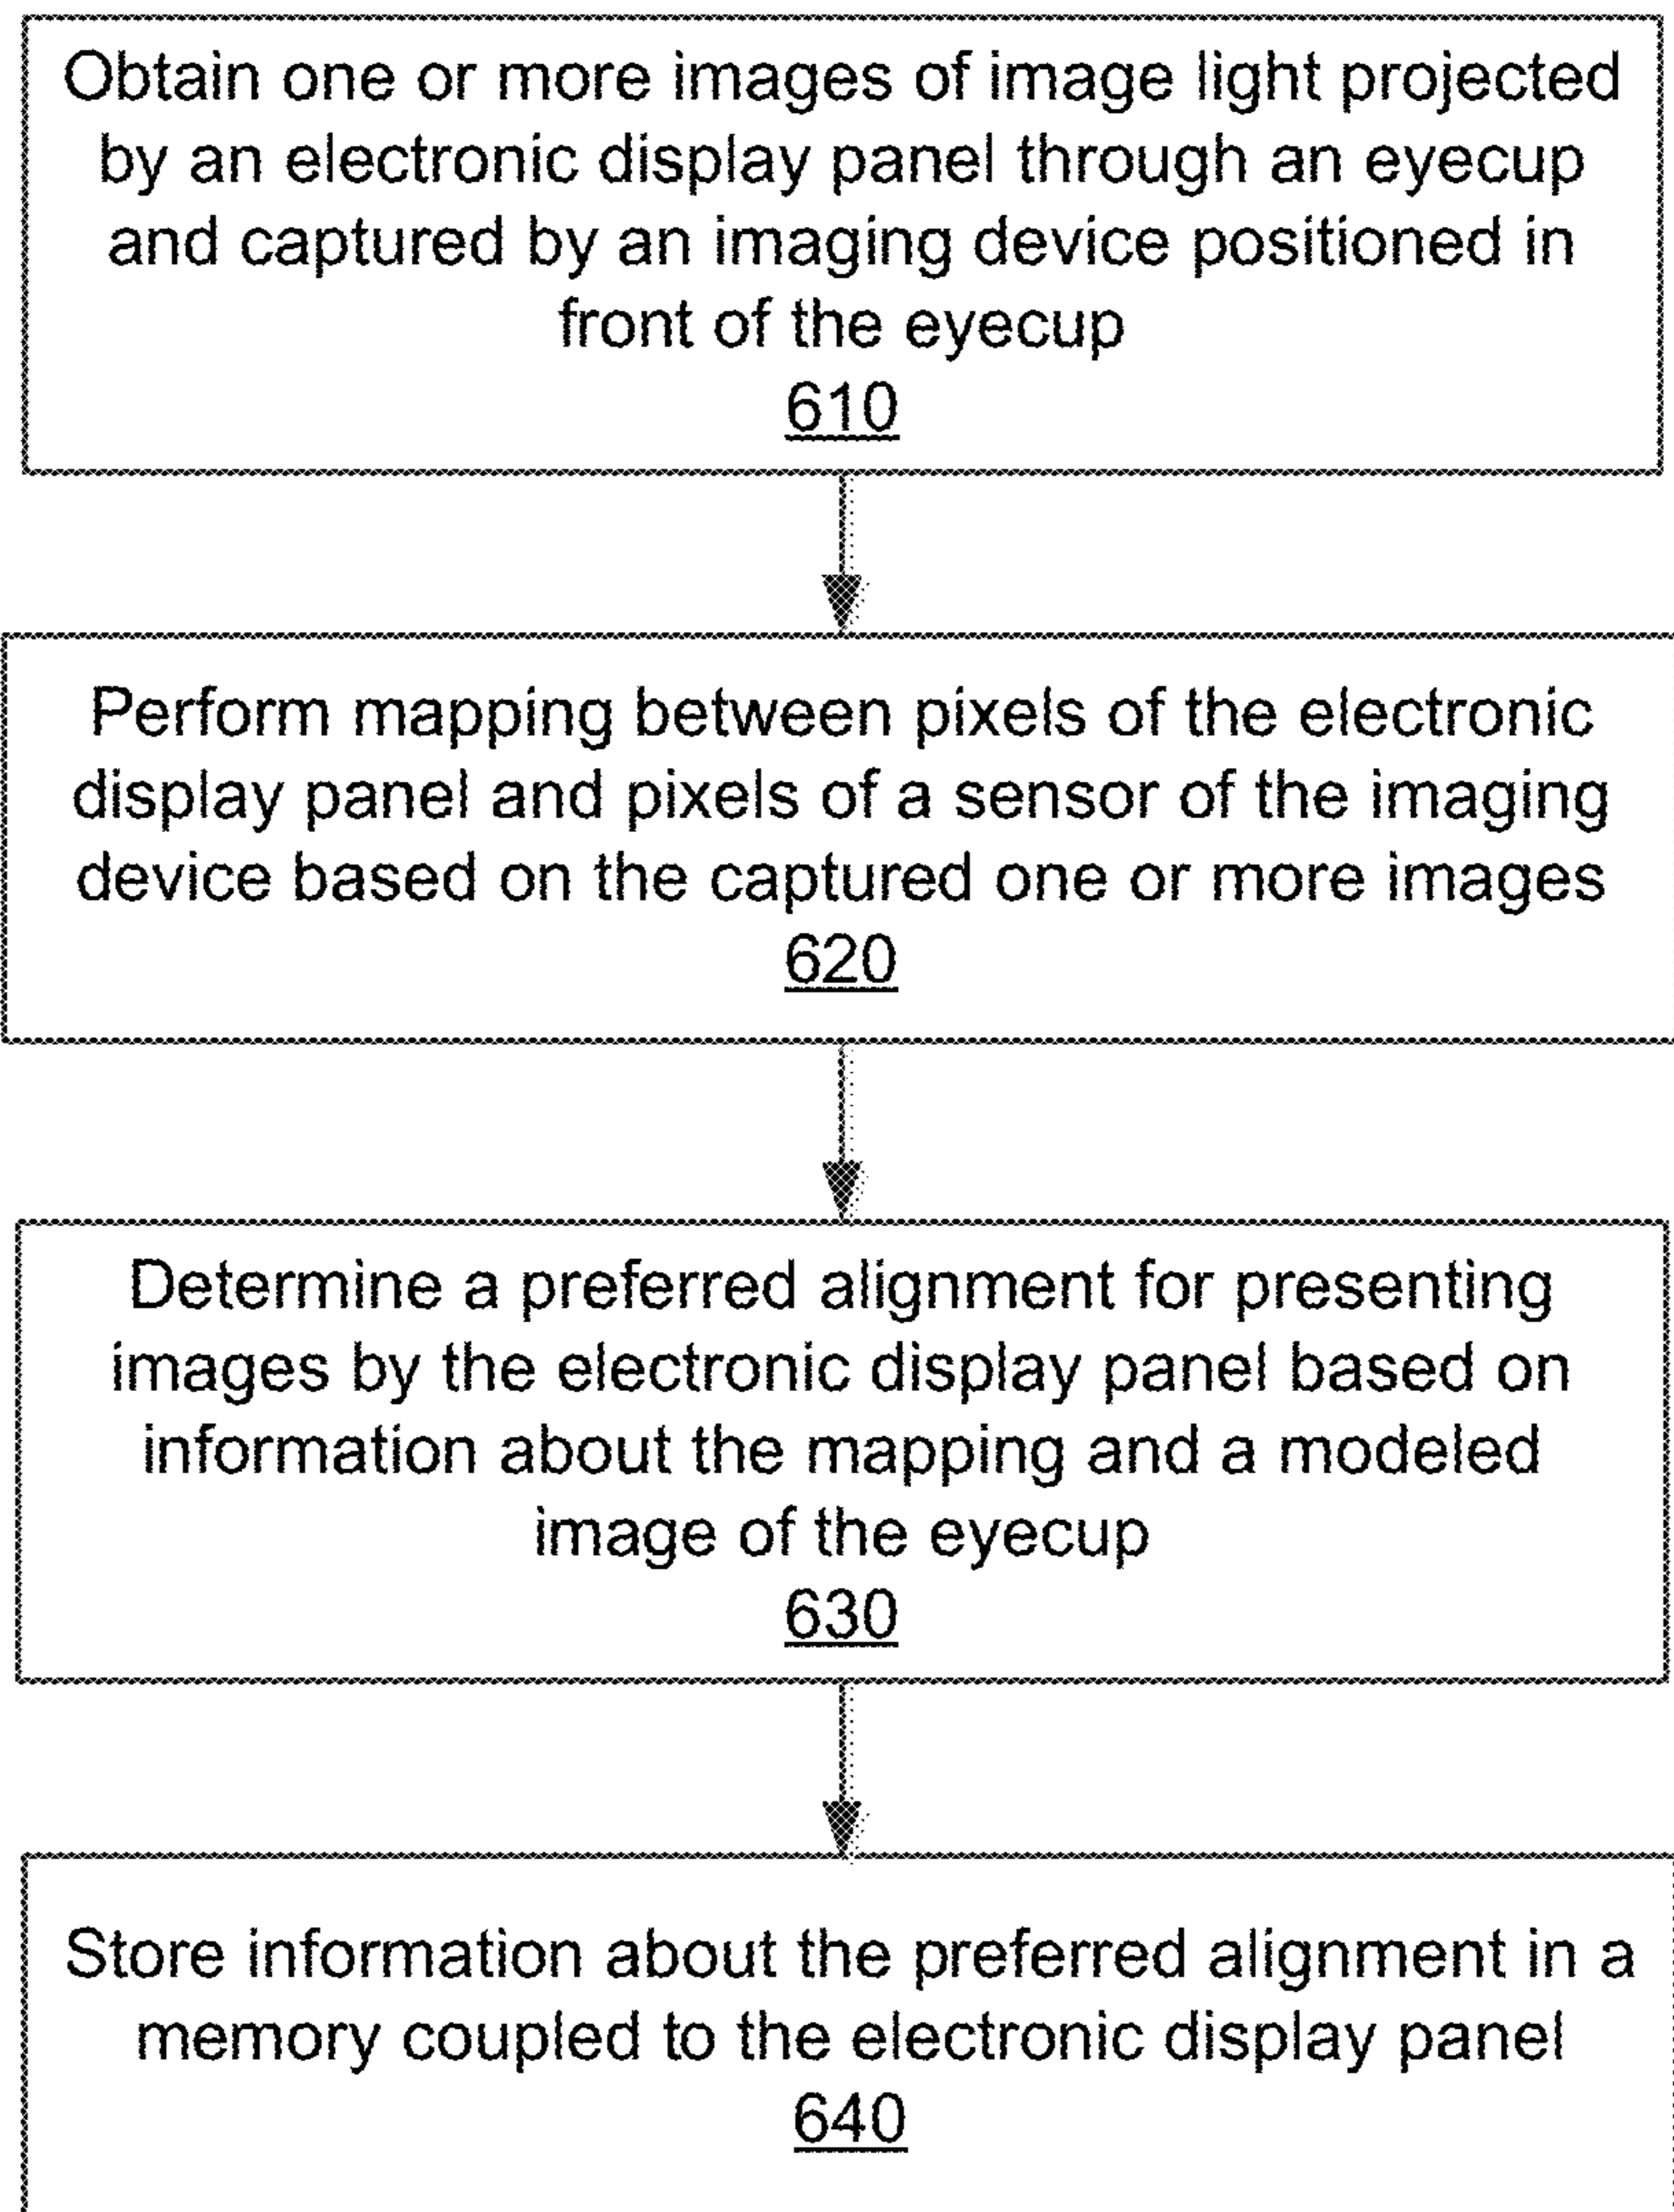 Obtain one or more images of image light projected
by an electronic display panel through an eyecup
and captured by an imaging device positioned in
front of the eyecup
610
Perform mapping between pixels of the electronic
display panel and pixels of a sensor of the imaging
device based on the captured one or more images
620
Determine a preferred alignment for presenting
images by the electronic display panel based on
information about the mapping and a modeled
image of the eyecup
630
Store information about the preferred alignment in a
memory coupled to the electronic display panel
640